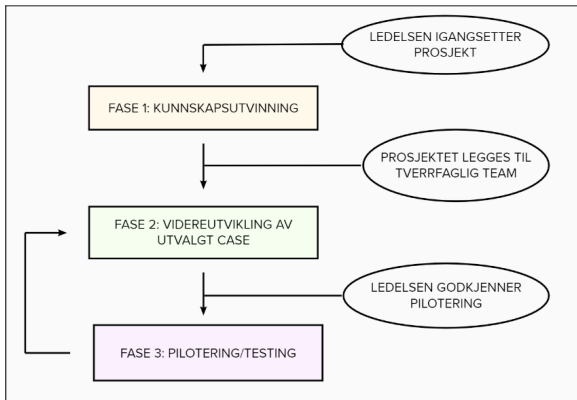 LEDELSEN IGANGSETTER
PROSJEKT
FASE 1: KUNNSKAPSUTVINNING
PROSJEKTET LEGGES TIL
TVERRFAGLIG TEAM
FASE 2: VIDEREUTVIKLING AV
UTVALGT CASE
LEDELSEN GODKJENNER
PILOTERING
FASE 3: PILOTERING/TESTING